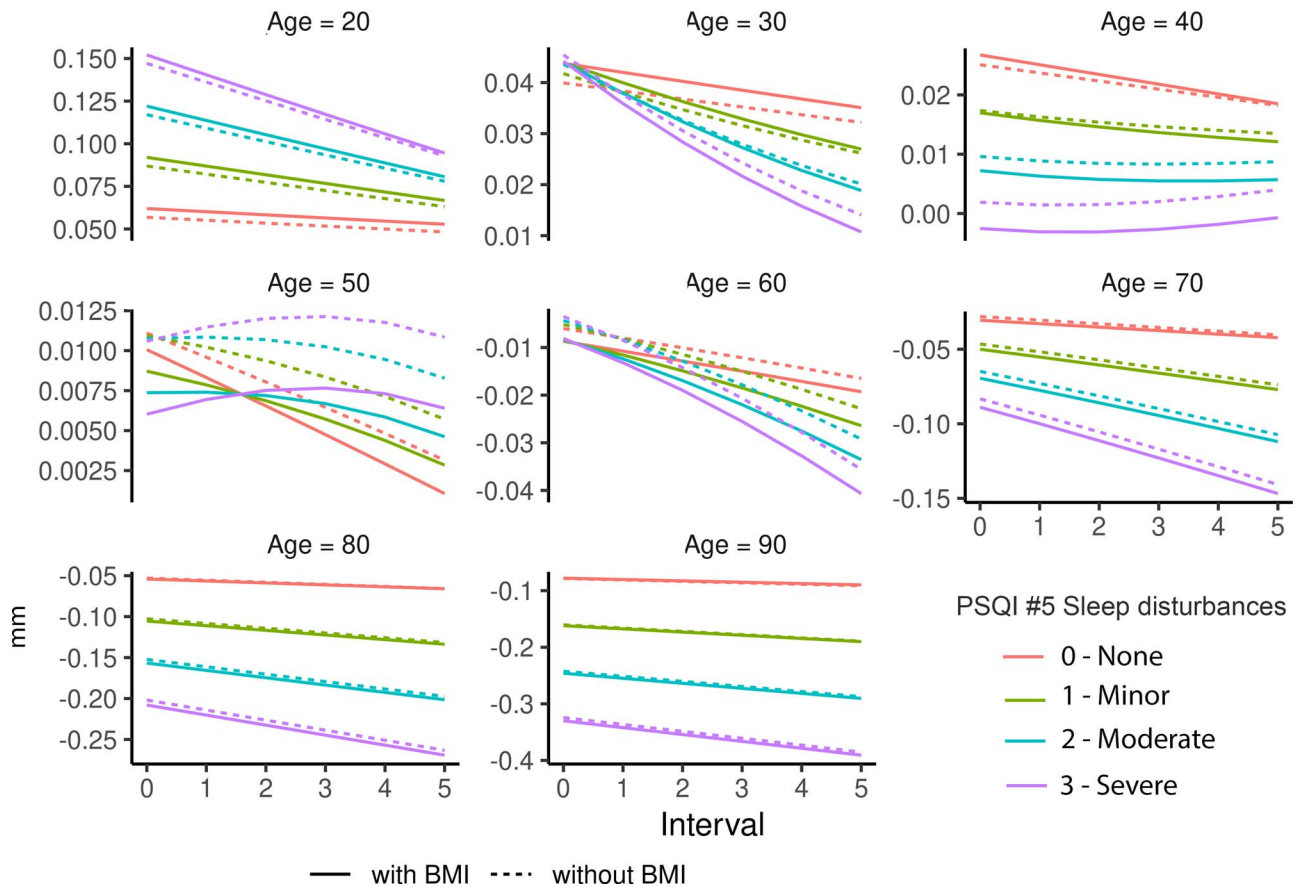 Age = 20
Age = 30
Age = 40
0.150
0.125
0.100
0.075
0.050
0.04
0.03
0.02
0.01
0.02
0.01
0.00
Age = 50
Age = 60
Age = 70
0.0125
0.0100
0.0075
0.0050
0.0025
-0.01
-0.02
-0.03
-0.04
-0.05
-0.10
-0.15
0 1 2 3 4 5
Age = 80
Age = 90
-0.05
-0.10
-0.15
-0.20
-0.25
-0.1
-0.2
-0.3
-0.4
0 1 2 3 4 5
0 1 2 3 4 5
mm
Interval
PSQI #5 Sleep disturbances
0 - None
1 - Minor
2 - Moderate
3 - Severe
with BMI
without BMI